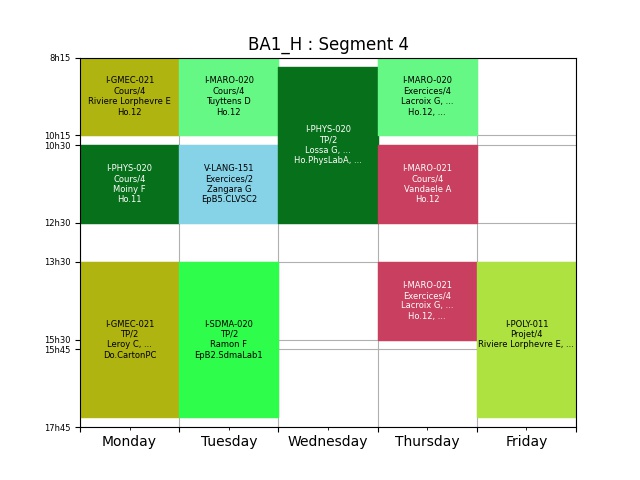 BA1_H : Segment 4
8h15
10h15
10h30
12h30
13h30
15h30
15h45
17h45
I-GMEC-021
Cours/4
Riviere Lorphevre E
Ho.12
I-MARO-020
Cours/4
Tuyttens D
Ho.12
I-PHYS-020
TP/2
Lossa G, ...
Ho.PhysLabA, ...
I-MARO-020
Exercices/4
Lacroix G, ...
Ho.12, ...
I-PHYS-020
Cours/4
Moiny F
Ho.11
V-LANG-151
Exercices/2
Zangara G
EpB5.CLVSC2
I-MARO-021
Cours/4
Vandaele A
Ho.12
I-GMEC-021
TP/2
Leroy C, ...
Do.CartonPC
I-SDMA-020
TP/2
Ramon F
EpB2.SdmaLab1
I-MARO-021
Exercices/4
Lacroix G, ...
Ho.12, ...
I-POLY-011
Projet/4
Riviere Lorphevre E, ...
Monday
Tuesday
Wednesday
Thursday
Friday